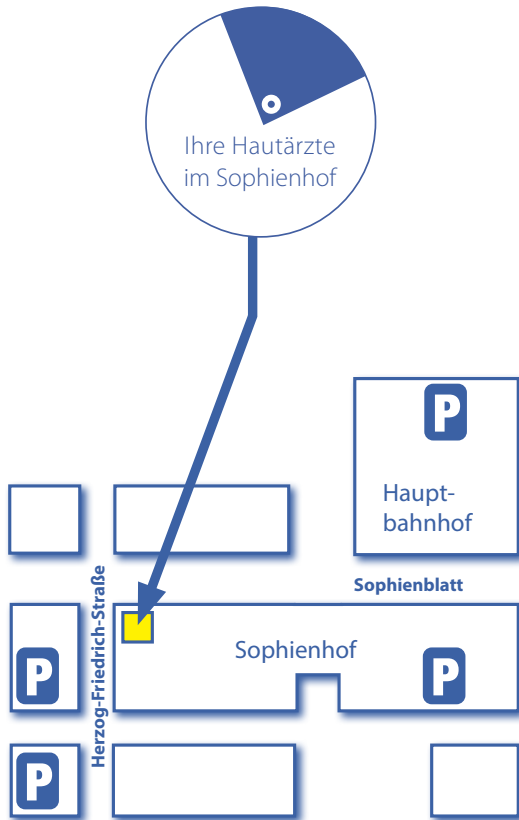 Ihre Hautärzte
im Sophienhof
P
Haupt-
bahnhof
Sophienblatt
Herzog-Friedrich-Straße
Sophienhof
P
P
P